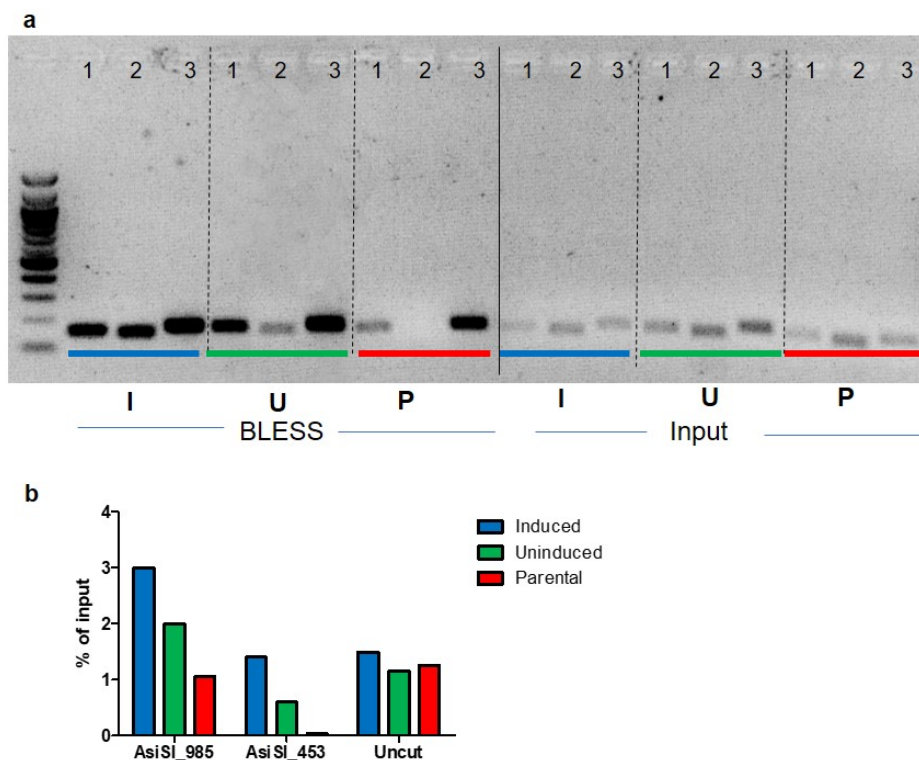 a
1 2 3 1 2 3 1 2 3 1 2 3 1 2 3 1 2 3
I U P I U P
BLESS Input
b
4
3
2
1
0
% of input
AsiSI_985 AsiSI_453 Uncut
Induced
Uninduced
Parental